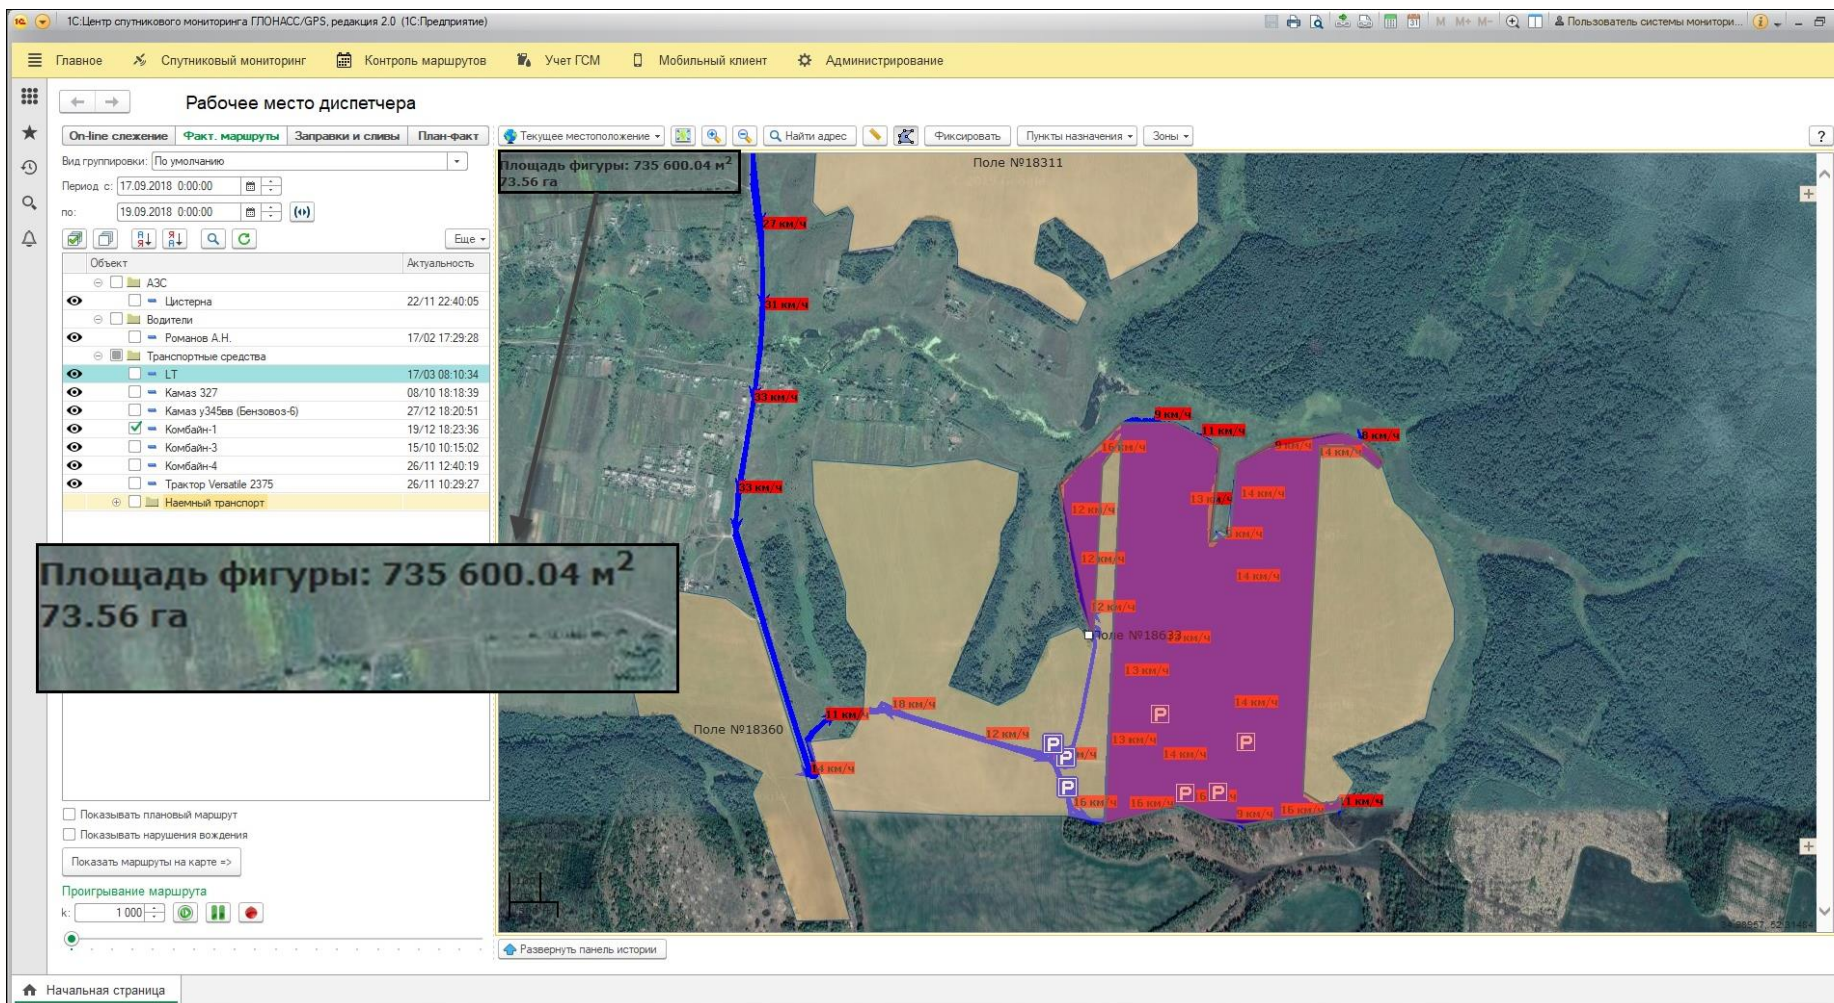 1С:Центр спутникового мониторинга ГЛОНАСС/GPS, редакция 2.0 (1С:Предприятие)
M M+ M-
Пользователь системы монитори...
Главное Спутниковый мониторинг Контроль маршрутов Учет ГСМ Мобильный клиент Администрирование
Рабочее место диспетчера
On-line слежение Факт. маршруты Заправки и сливы План-факт
Текущее местоположение Найти адрес Фиксировать Пункты назначения Зоны ?
Вид группировки: По умолчанию
Период с: 17.09.2018 0:00:00
по: 19.09.2018 0:00:00
Еще
Объект Актуальность
АЗС
Цистерна 22/11 22:40:05
Водители
Романов А.Н. 17/02 17:29:28
Транспортные средства
LT 17/03 08:10:34
Камаз 327 08/10 18:18:39
Камаз у345вв (Бензовоз-6) 27/12 18:20:51
Комбайн-1 19/12 18:23:36
Комбайн-3 15/10 10:15:02
Комбайн-4 26/11 12:40:19
Трактор Versatile 2375 26/11 10:29:27
Наемный транспорт
Площадь фигуры: 735 600.04 м²
73.56 га
Площадь фигуры: 735 600.04 м²
73.56 га
Поле №18311
27 км/ч
31 км/ч
33 км/ч
33 км/ч
9 км/ч
11 км/ч
8 км/ч
16 км/ч
9 км/ч
14 км/ч
13 км/ч
14 км/ч
12 км/ч
12 км/ч
14 км/ч
12 км/ч
Поле №18633
13 км/ч
18 км/ч
14 км/ч
11 км/ч
P
P
Поле №18360
12 км/ч
13 км/ч
14 км/ч
P
P
14 км/ч
P
P
P
16 км/ч
16 км/ч
9 км/ч
16 км/ч
Показывать плановый маршрут
Показывать нарушения вождения
Показать маршруты на карте =>
Проигрывание маршрута
k: 1 000
Развернуть панель истории
Начальная страница